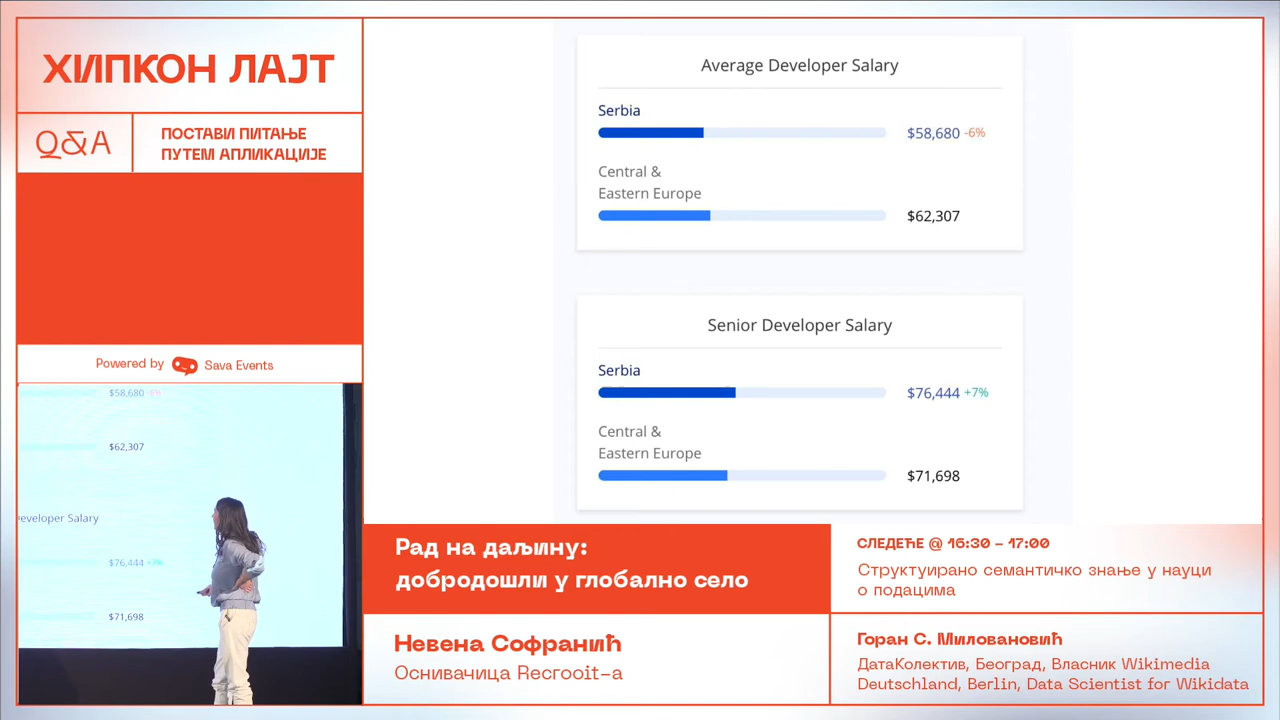 ХИПКОН ЛАЈТ
Q&A
ПОСТАВИ ПИТАЊЕ
ПУТЕМ АПЛИКАЦИЈЕ
Powered by Sava Events
$58,680 -6%
$62,307
eveloper Salary
$76,444 +7%
$71,698
Average Developer Salary
Serbia
$58,680 -6%
Central &
Eastern Europe
$62,307
Senior Developer Salary
Serbia
$76,444 +7%
Central &
Eastern Europe
$71,698
Рад на даљину:
добродошли у глобално село
Невена Софранић
Оснивачица Recrooit-a
СЛЕДЕЋЕ @ 16:30 - 17:00
Структуирано семантичко знање у науци
о подацима
Горан С. Миловановић
ДатаКолектив, Београд, Власник Wikimedia
Deutschland, Berlin, Data Scientist for Wikidata